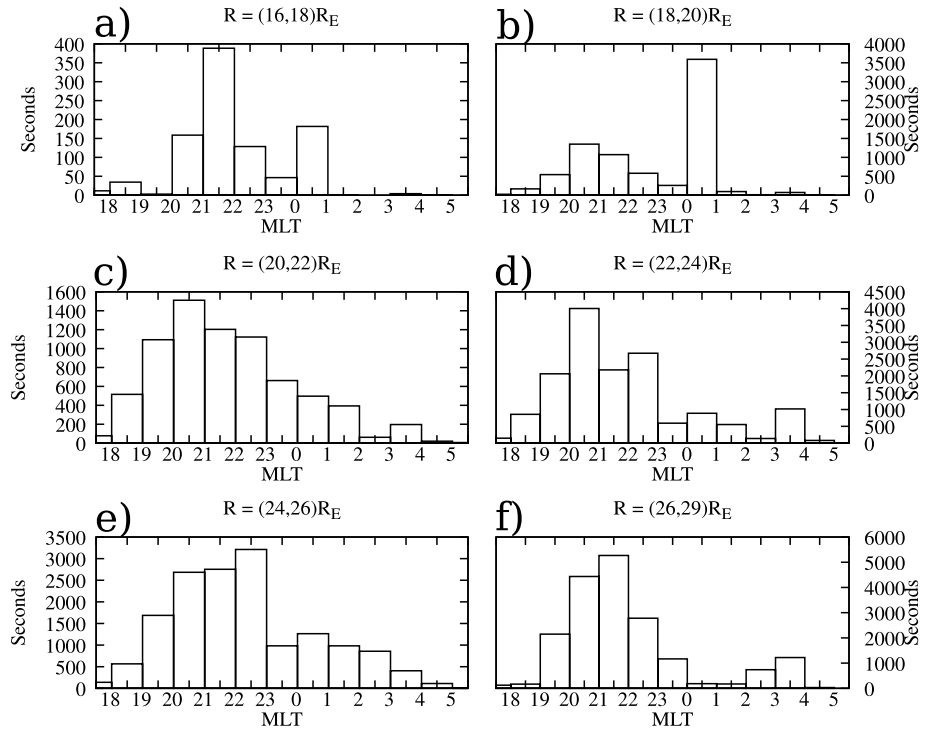 a) R = (16,18)R_E
400
350
300
250
200
150
100
50
0
Seconds
18 19 20 21 22 23 0 1 2 3 4 5
MLT
b) R = (18,20)R_E
4000
3500
3000
2500
2000
1500
1000
500
0
Seconds
18 19 20 21 22 23 0 1 2 3 4 5
MLT
c) R = (20,22)R_E
1600
1200
1000
800
600
400
200
0
Seconds
18 19 20 21 22 23 0 1 2 3 4 5
MLT
d) R = (22,24)R_E
4500
4000
3500
3000
2500
2000
1500
1000
500
0
Seconds
18 19 20 21 22 23 0 1 2 3 4 5
MLT
e) R = (24,26)R_E
3500
3000
2500
2000
1500
1000
500
0
Seconds
18 19 20 21 22 23 0 1 2 3 4 5
MLT
f) R = (26,29)R_E
6000
5000
4000
3000
2000
1000
0
Seconds
18 19 20 21 22 23 0 1 2 3 4 5
MLT